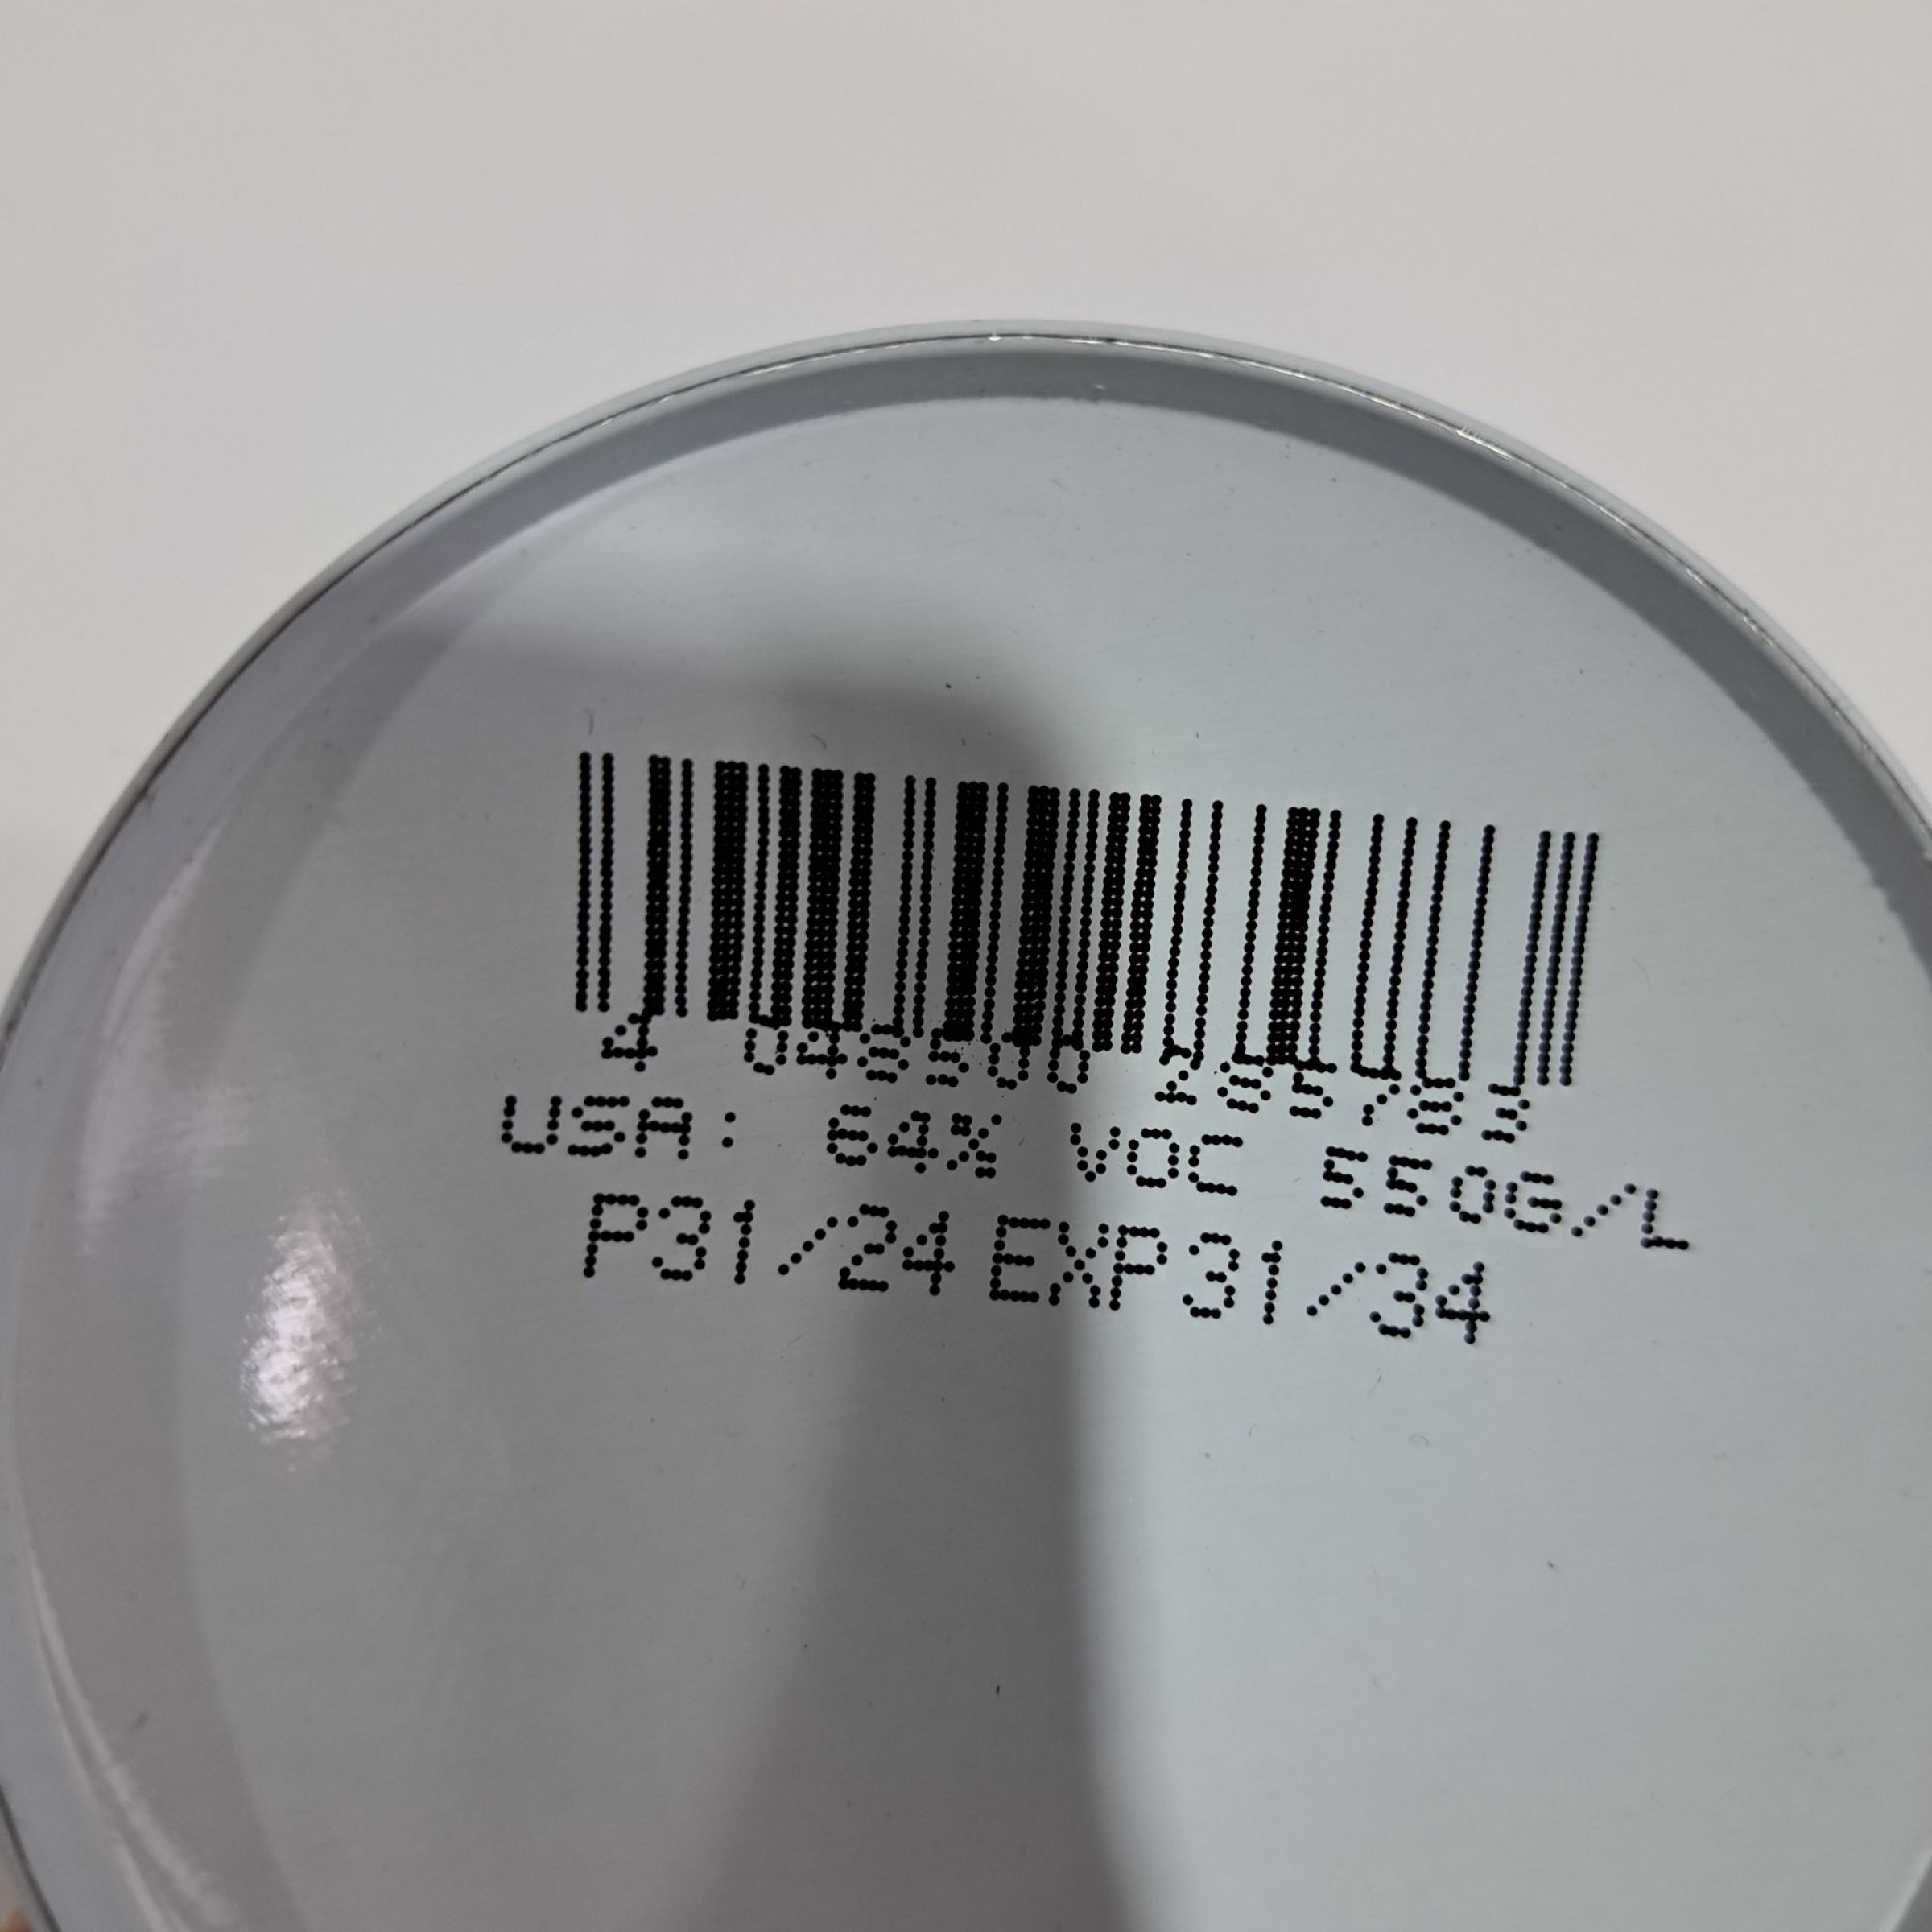 4 048500 285783
USA: 64% VOC 550G/L
P31/24 EXP31/34